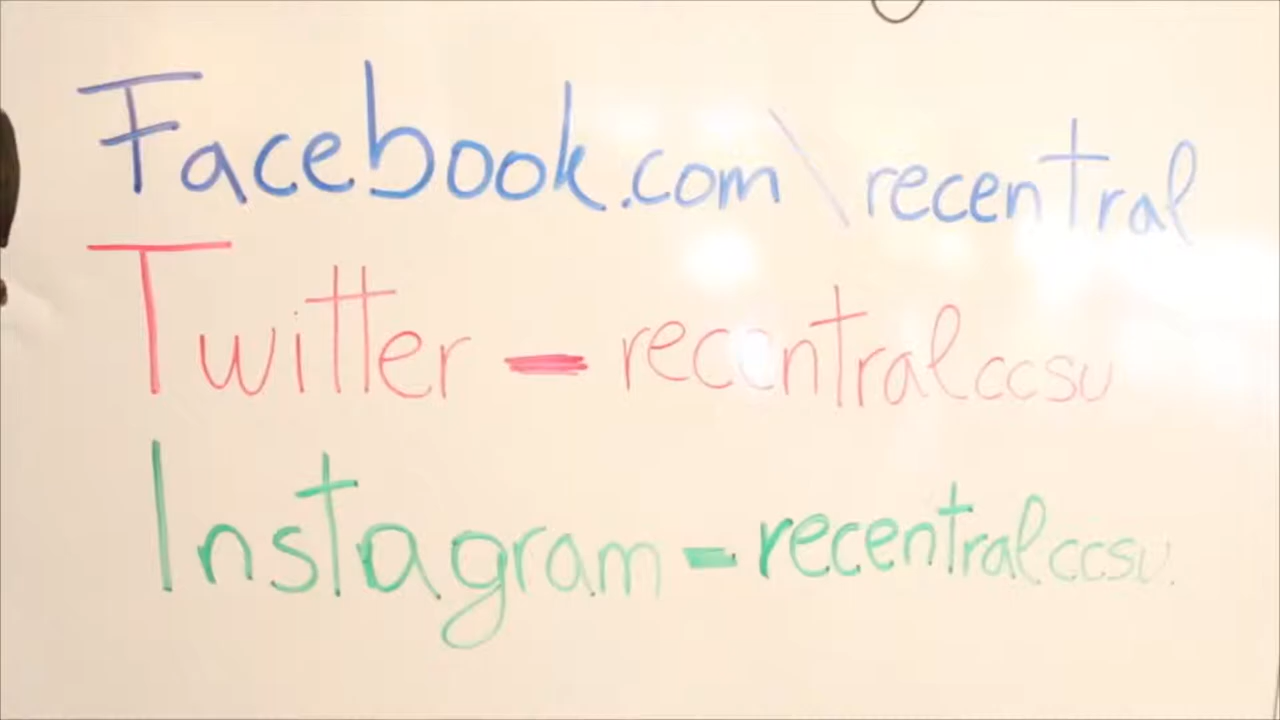 Facebook.com\recentral
Twitter - recentralccsu
Instagram - recentralccsu